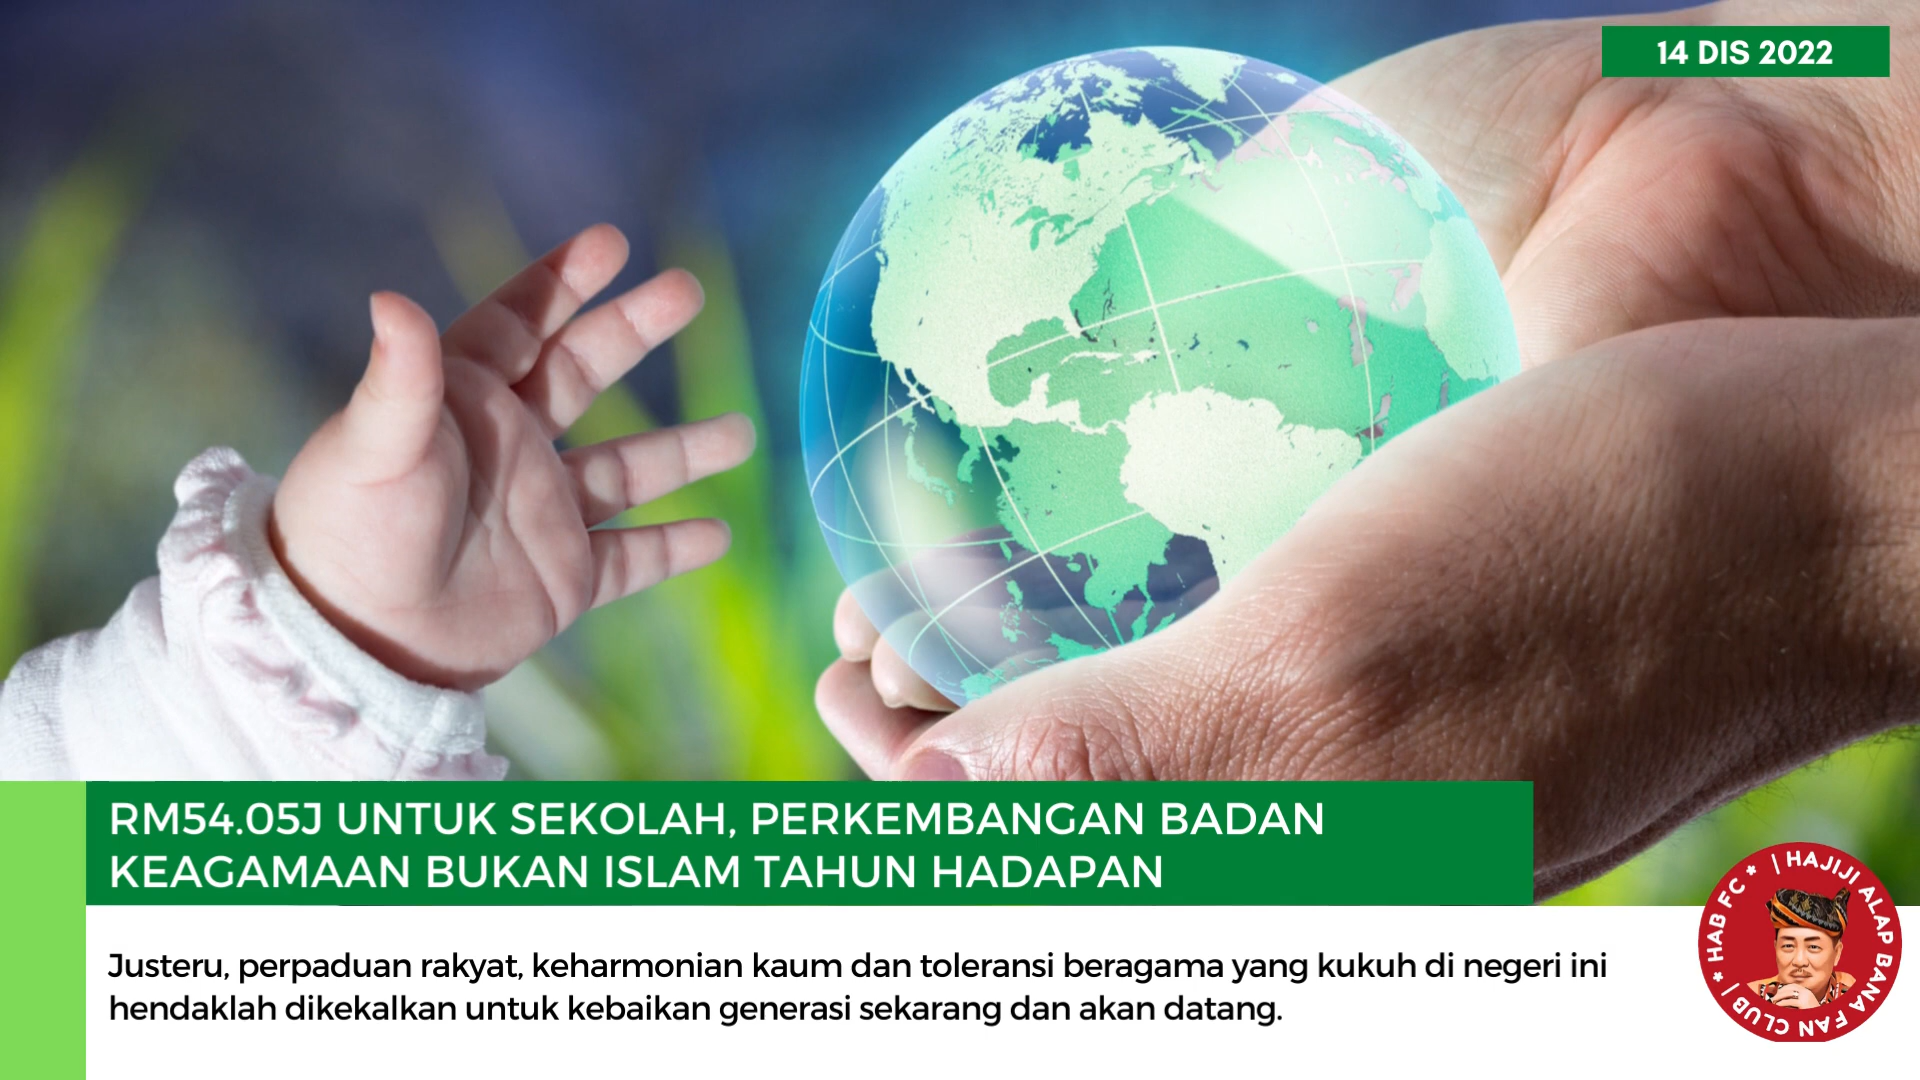 14 DIS 2022
RM54.05J UNTUK SEKOLAH, PERKEMBANGAN BADAN
KEAGAMAAN BUKAN ISLAM TAHUN HADAPAN
Justeru, perpaduan rakyat, keharmonian kaum dan toleransi beragama yang kukuh di negeri ini
hendaklah dikekalkan untuk kebaikan generasi sekarang dan akan datang.
| HAJIJI ALAP BANA FAN CLUB | * HAB FC *